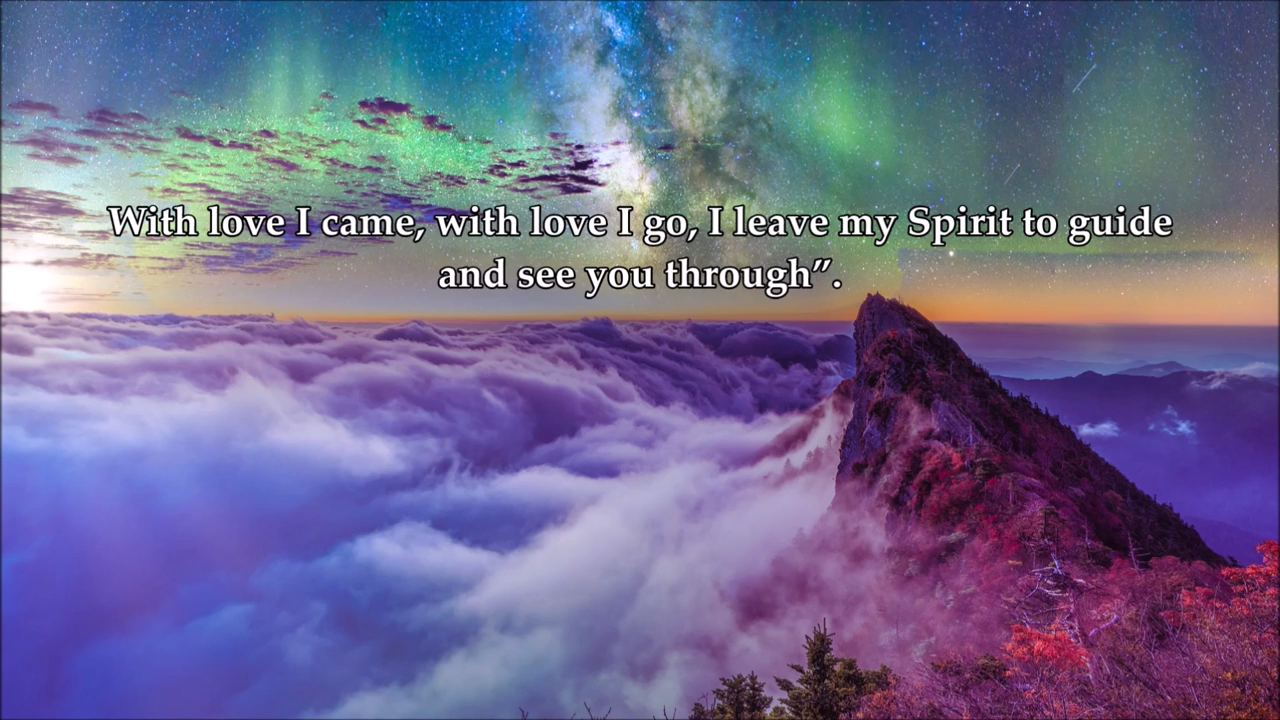 With love I came, with love I go, I leave my Spirit to guide
and see you through”.